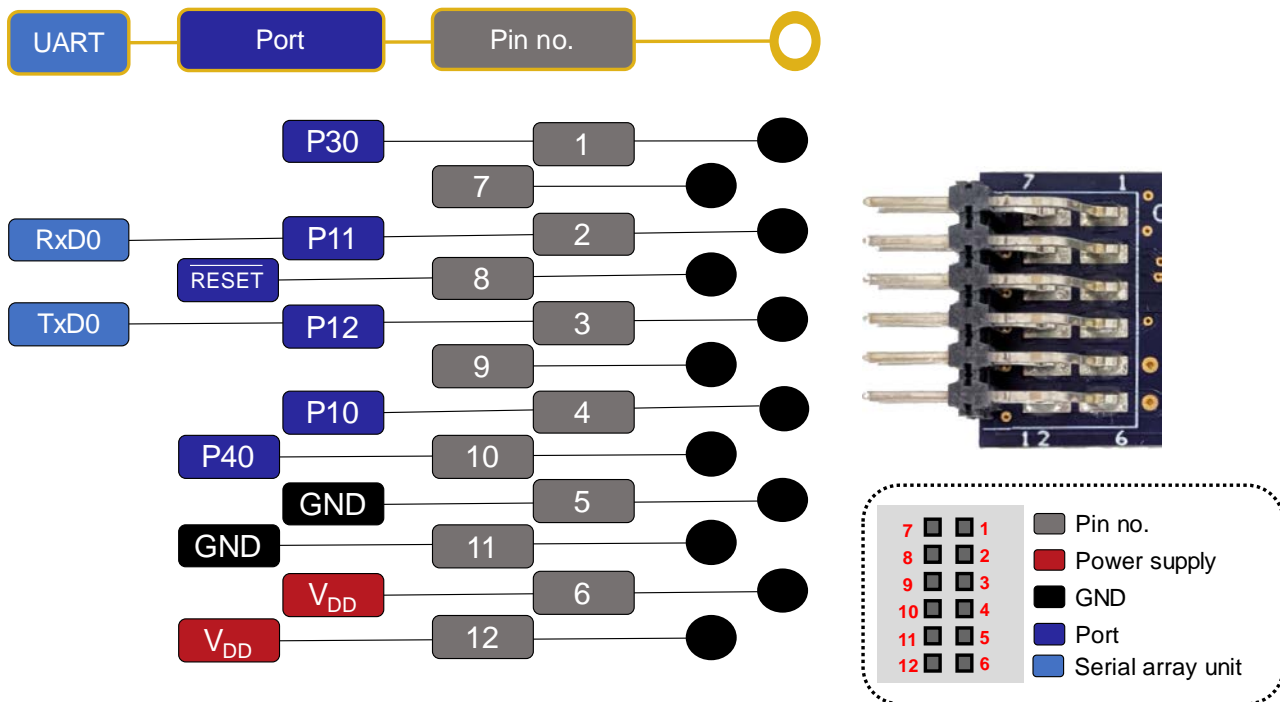 UART Port Pin no.
P30 1
7
RxD0 P11 2
RESET 8
TxD0 P12 3
9
P10 4
P40 10
GND 5
GND 11
VDD 6
VDD 12
7 1
12 6
7 1
8 2
9 3
10 4
11 5
12 6
Pin no.
Power supply
GND
Port
Serial array unit